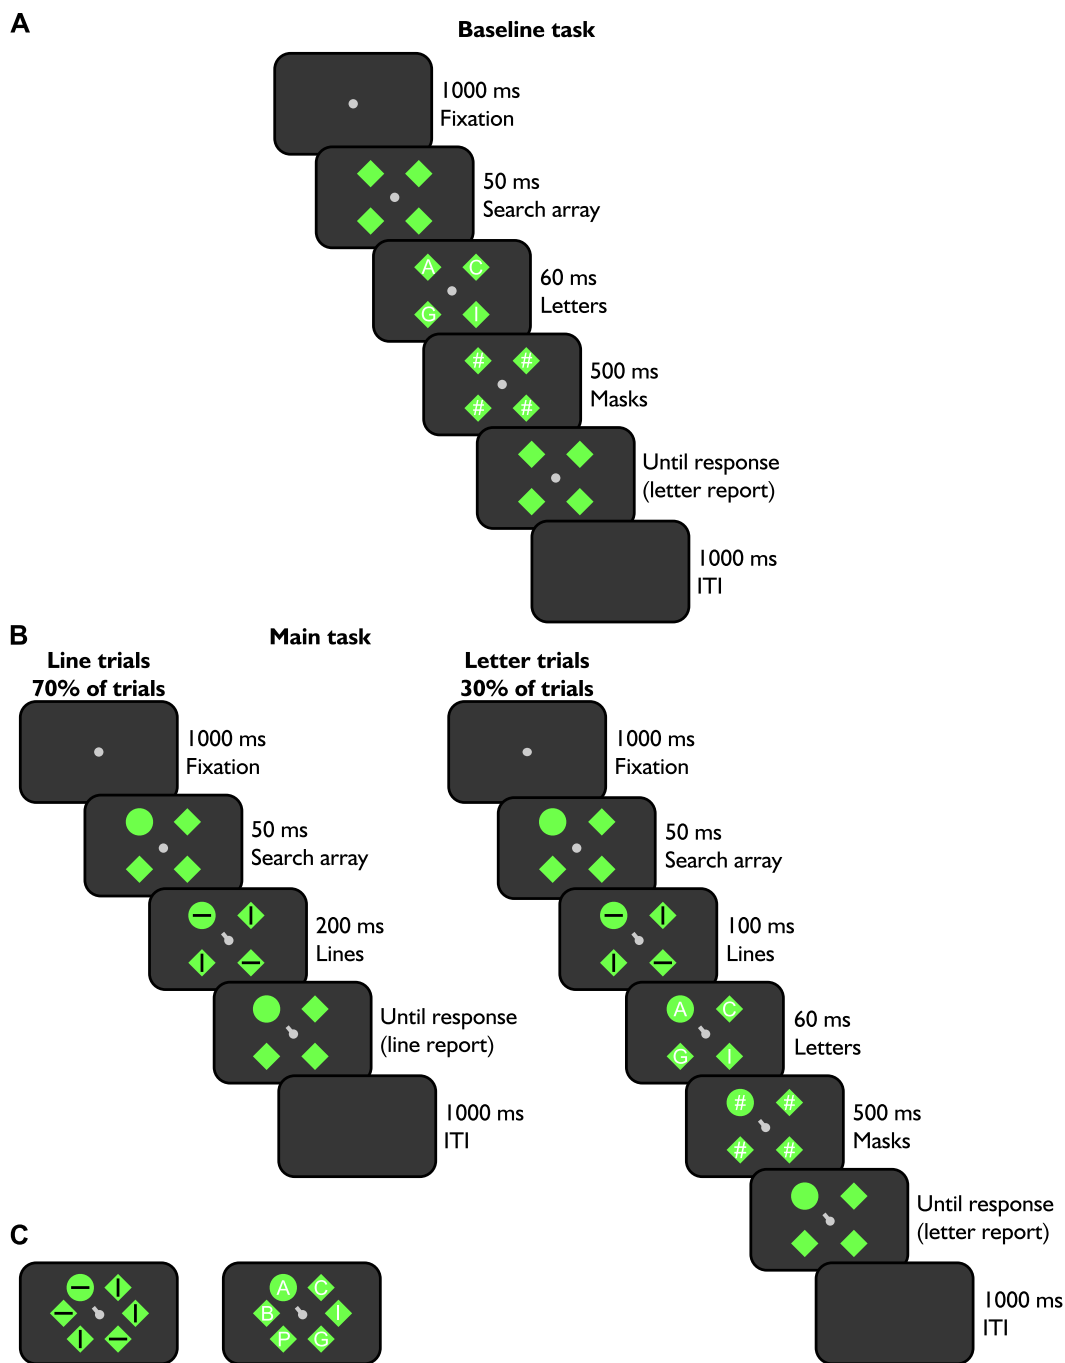 A
Baseline task
1000 ms
Fixation
50 ms
Search array
A C
G I
60 ms
Letters
# #
# #
500 ms
Masks
Until response
(letter report)
1000 ms
ITI
B
Main task
Line trials
70% of trials
1000 ms
Fixation
50 ms
Search array
200 ms
Lines
Until response
(line report)
1000 ms
ITI
Letter trials
30% of trials
1000 ms
Fixation
50 ms
Search array
100 ms
Lines
A C
G I
60 ms
Letters
# #
# #
500 ms
Masks
Until response
(letter report)
1000 ms
ITI
C
A C
B I
P G